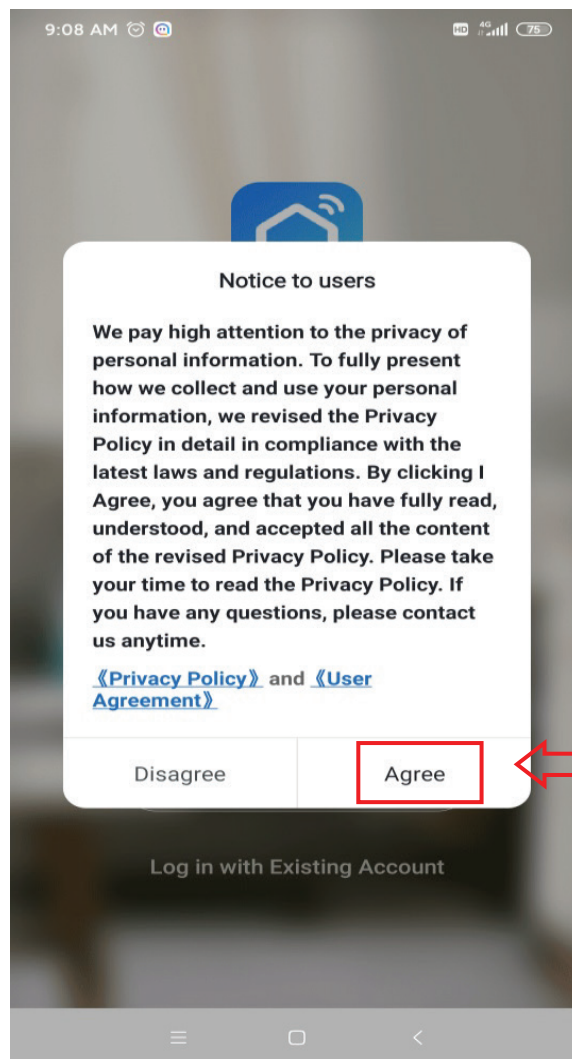 9:08 AM
HD 4G 75
Notice to users
We pay high attention to the privacy of
personal information. To fully present
how we collect and use your personal
information, we revised the Privacy
Policy in detail in compliance with the
latest laws and regulations. By clicking I
Agree, you agree that you have fully read,
understood, and accepted all the content
of the revised Privacy Policy. Please take
your time to read the Privacy Policy. If
you have any questions, please contact
us anytime.
《Privacy Policy》 and 《User
Agreement》
Disagree Agree
Log in with Existing Account